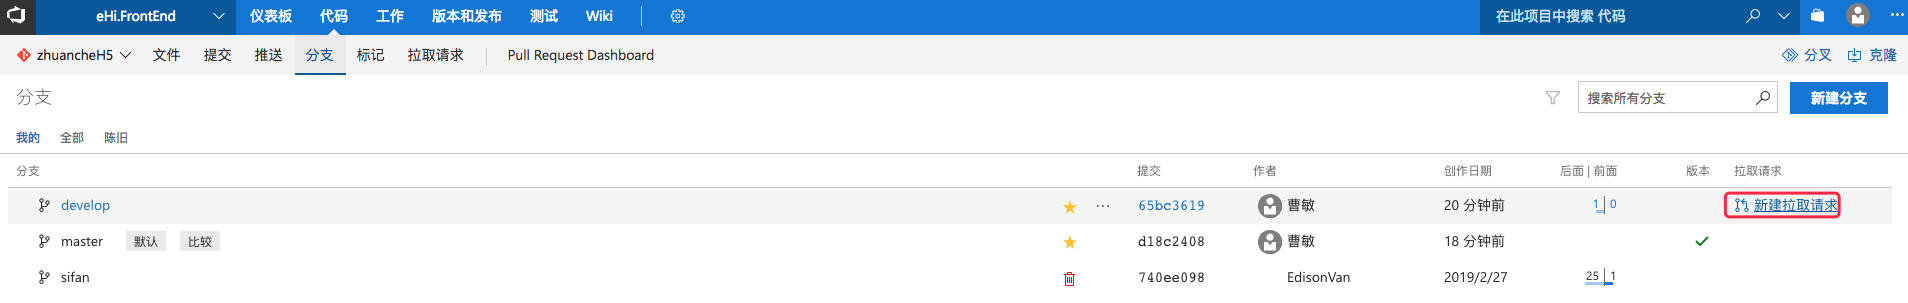 eHi.FrontEnd 仪表板 代码 工作 版本和发布 测试 Wiki 在此项目中搜索 代码
zhuancheH5 文件 提交 推送 分支 标记 拉取请求 Pull Request Dashboard 分叉 克隆
分支 搜索所有分支 新建分支
我的 全部 陈旧
分支 提交 作者 创作日期 后面 | 前面 版本 拉取请求
develop 65bc3619 曹敏 20 分钟前 1 | 0 新建拉取请求
master 默认 比较 d18c2408 曹敏 18 分钟前
sifan 740ee098 EdisonVan 2019/2/27 25 | 1